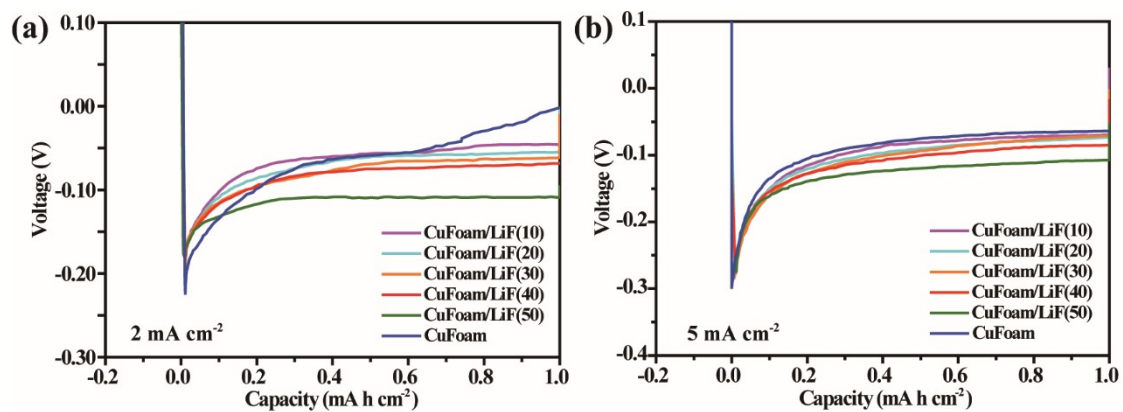 (a)
0.10
0.00
-0.10
-0.20
-0.30
Voltage (V)
CuFoam/LiF(10)
CuFoam/LiF(20)
CuFoam/LiF(30)
CuFoam/LiF(40)
CuFoam/LiF(50)
CuFoam
2 mA cm-2
-0.2 0.0 0.2 0.4 0.6 0.8 1.0
Capacity (mA h cm-2)
(b)
0.1
0.0
-0.1
-0.2
-0.3
-0.4
Voltage (V)
CuFoam/LiF(10)
CuFoam/LiF(20)
CuFoam/LiF(30)
CuFoam/LiF(40)
CuFoam/LiF(50)
CuFoam
5 mA cm-2
-0.2 0.0 0.2 0.4 0.6 0.8 1.0
Capacity (mA h cm-2)